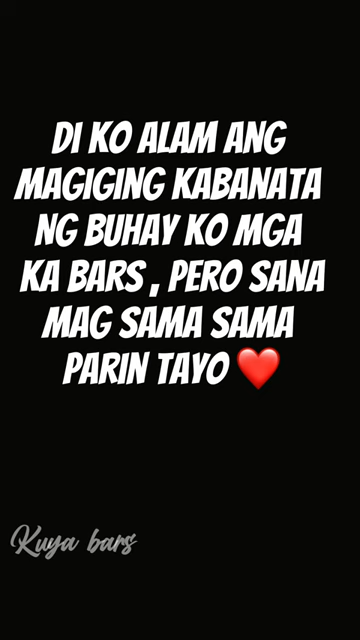 DI KO ALAM ANG
MAGIGING KABANATA
NG BUHAY KO MGA
KA BARS , PERO SANA
MAG SAMA SAMA
PARIN TAYO ❤️
Kuya bars